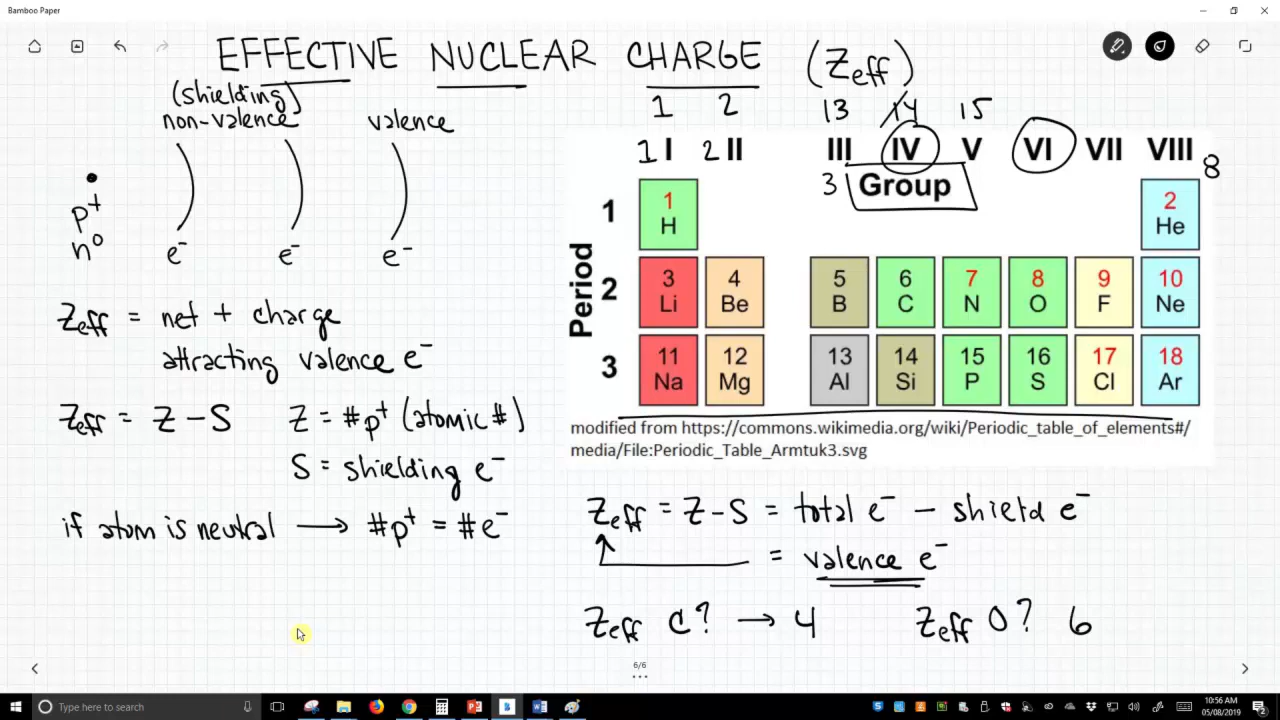 Bamboo Paper
EFFECTIVE NUCLEAR CHARGE (Zeff)
(shielding)
non-valence valence
p+
n0
e- e- e-
Zeff = net + charge
attracting valence e-
Zeff = Z - S Z = #p+ (atomic #)
S = shielding e-
if atom is neutral → #p+ = #e-
1 2 13 14 15
1 I 2 II III IV V VI VII VIII 8
3 Group
Period
1
1 H
2 He
2
3 Li
4 Be
5 B
6 C
7 N
8 O
9 F
10 Ne
3
11 Na
12 Mg
13 Al
14 Si
15 P
16 S
17 Cl
18 Ar
modified from https://commons.wikimedia.org/wiki/Periodic_table_of_elements#/
media/File:Periodic_Table_Armtuk3.svg
Zeff = Z - S = total e- - shield e-
= valence e-
Zeff C? → 4 Zeff O? 6
6/6
Type here to search
10:56 AM
05/08/2019